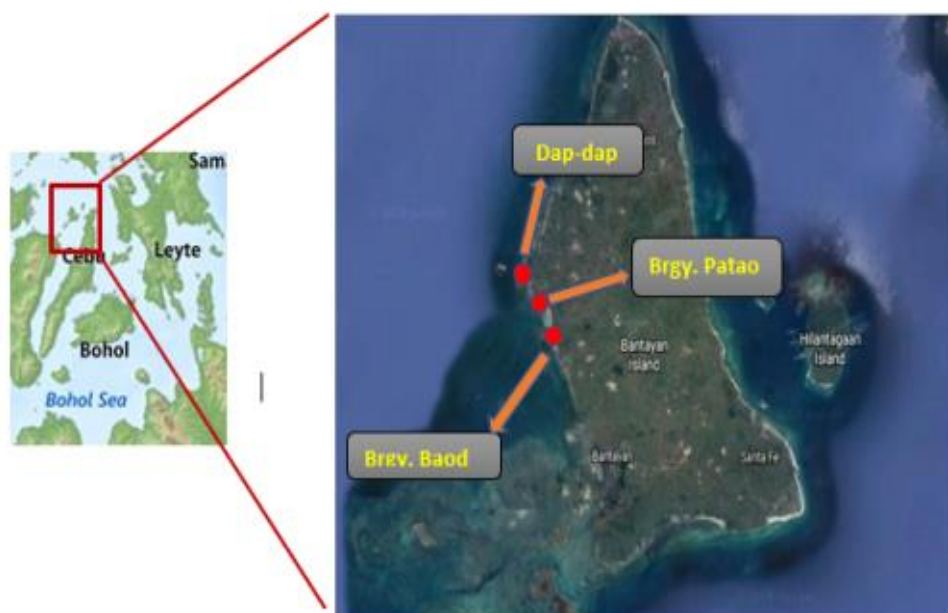 Sam
Leyte
Cebu
Bohol
Bohol Sea
Dap-dap
Brgy. Patao
Brgy. Baod
Bantayan
Island
Hilantagaan
Island
Bantayan
Santa Fe